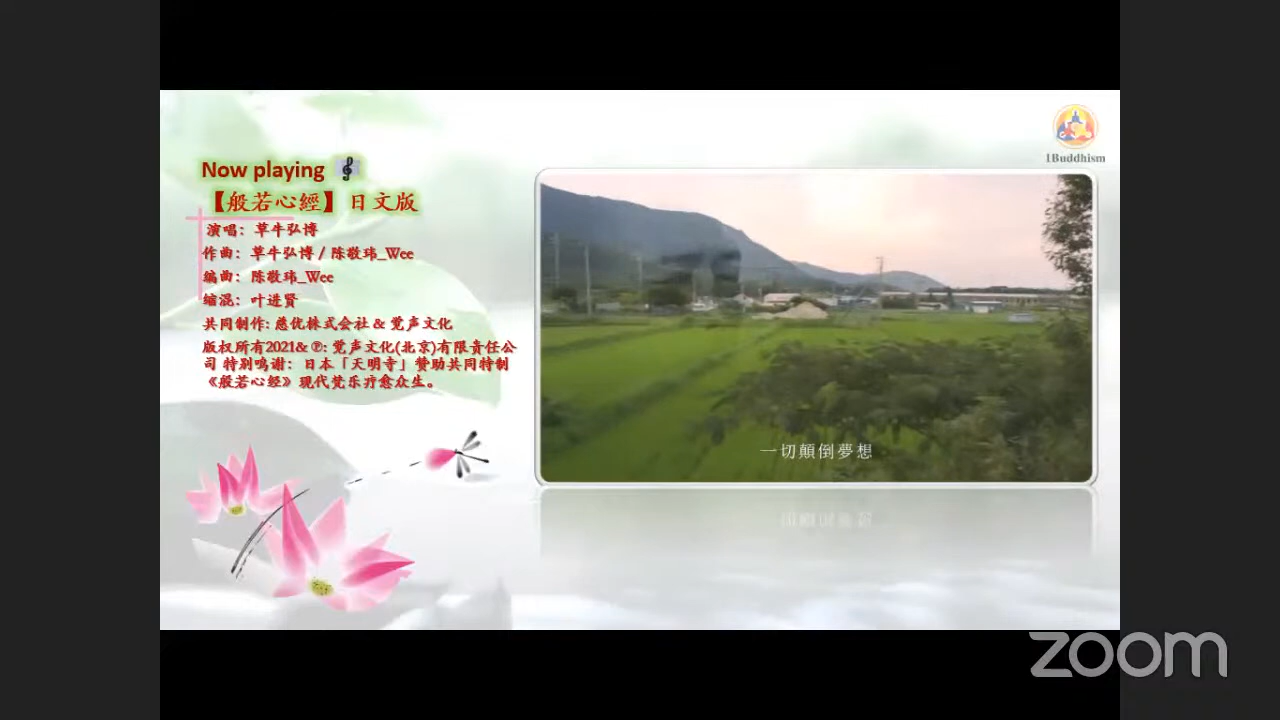 Now playing
【般若心經】日文版
演唱：草牛弘博
作曲：草牛弘博 / 陈敬玮_Wee
编曲：陈敬玮_Wee
缩混：叶进贤
共同制作: 慈优株式会社 & 觉声文化
版权所有2021& ℗: 觉声文化(北京)有限责任公
司 特别鸣谢：日本「天明寺」赞助共同特制
《般若心经》现代梵乐疗愈众生。
1Buddhism
一切顛倒夢想
zoom